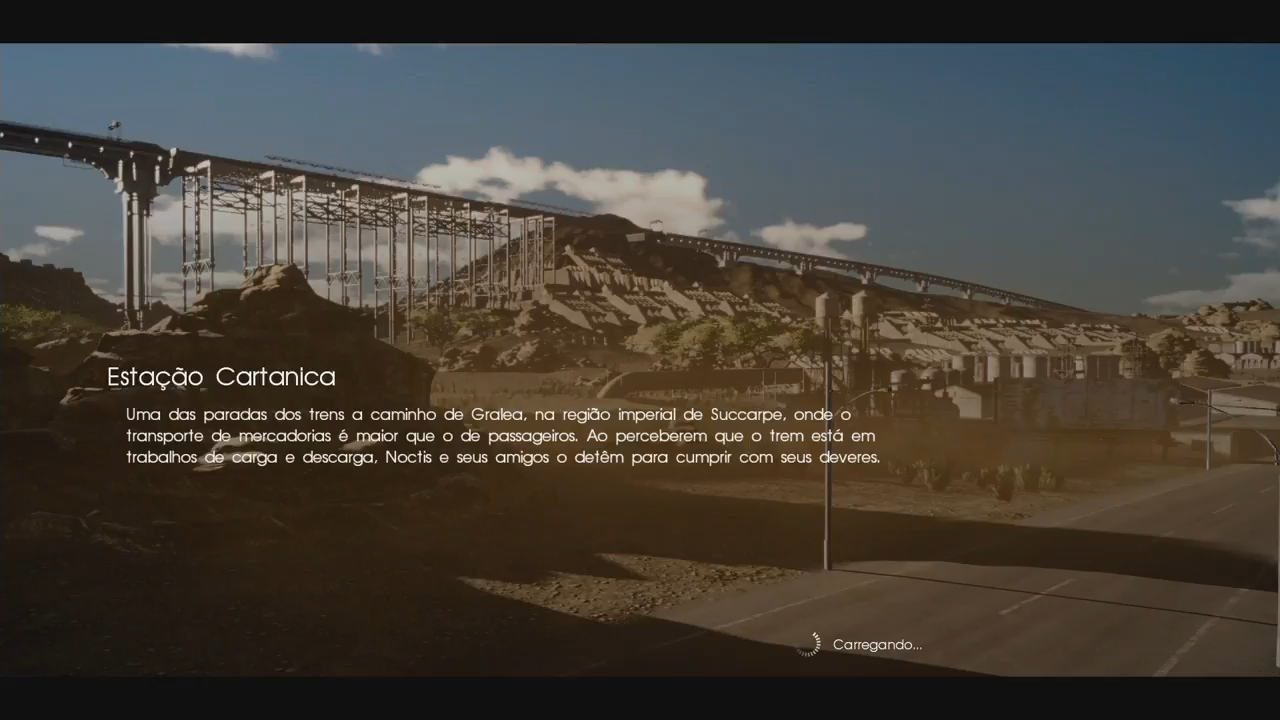 Estação Cartanica
Uma das paradas dos trens a caminho de Gralea, na região imperial de Succarpe, onde o
transporte de mercadorias é maior que o de passageiros. Ao perceberem que o trem está em
trabalhos de carga e descarga, Noctis e seus amigos o detêm para cumprir com seus deveres.
Carregando...